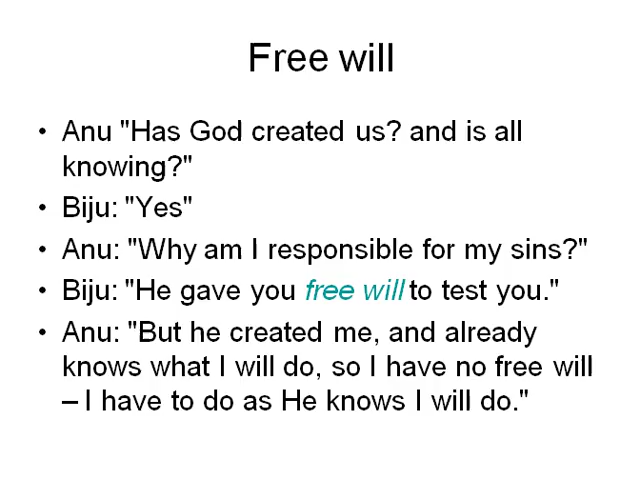 Free will
• Anu "Has God created us? and is all
knowing?"
• Biju: "Yes"
• Anu: "Why am I responsible for my sins?"
• Biju: "He gave you free will to test you."
• Anu: "But he created me, and already
knows what I will do, so I have no free will
– I have to do as He knows I will do."